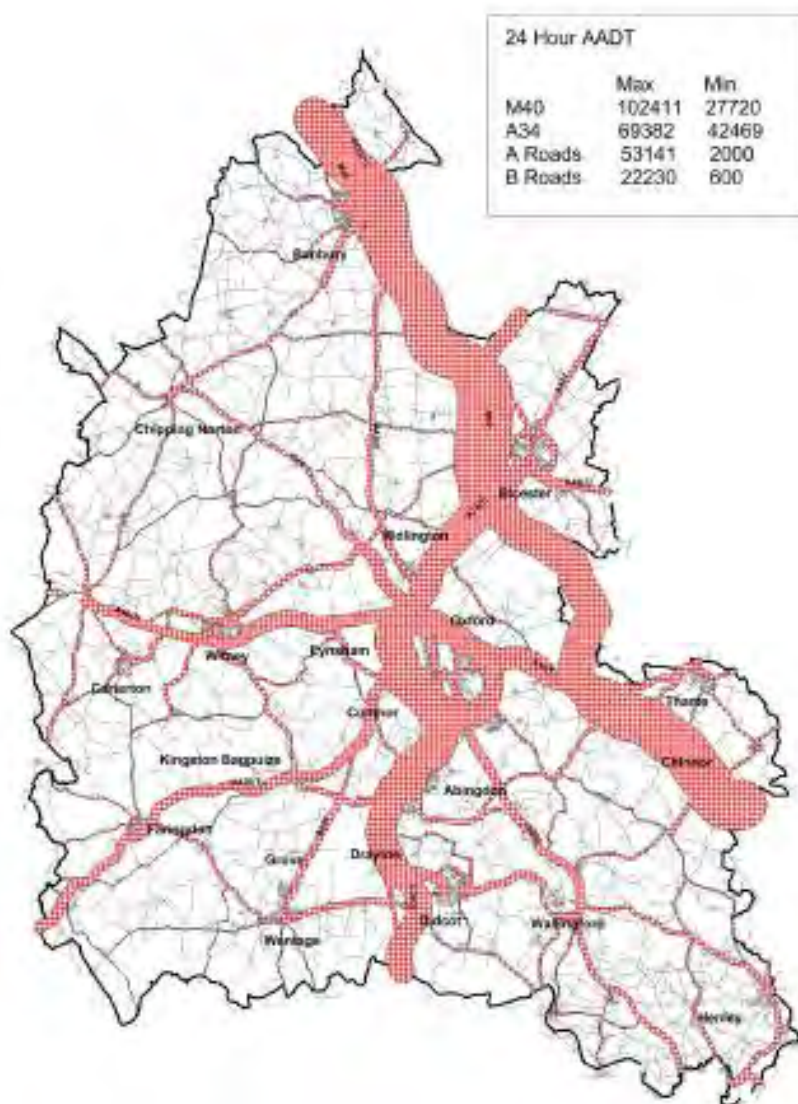 24 Hour AADT
Max Min
M40 102411 27720
A34 69382 42469
A Roads 53141 2000
B Roads 22230 600
Banbury
Chipping Norton
Bicester
Kidlington
Oxford
Witney
Eynsham
Carterton
Cumnor
Thame
Kingston Bagpuize
Chinnor
Abingdon
Faringdon
Grove
Drayton
Didcot
Wallingford
Wantage
Henley